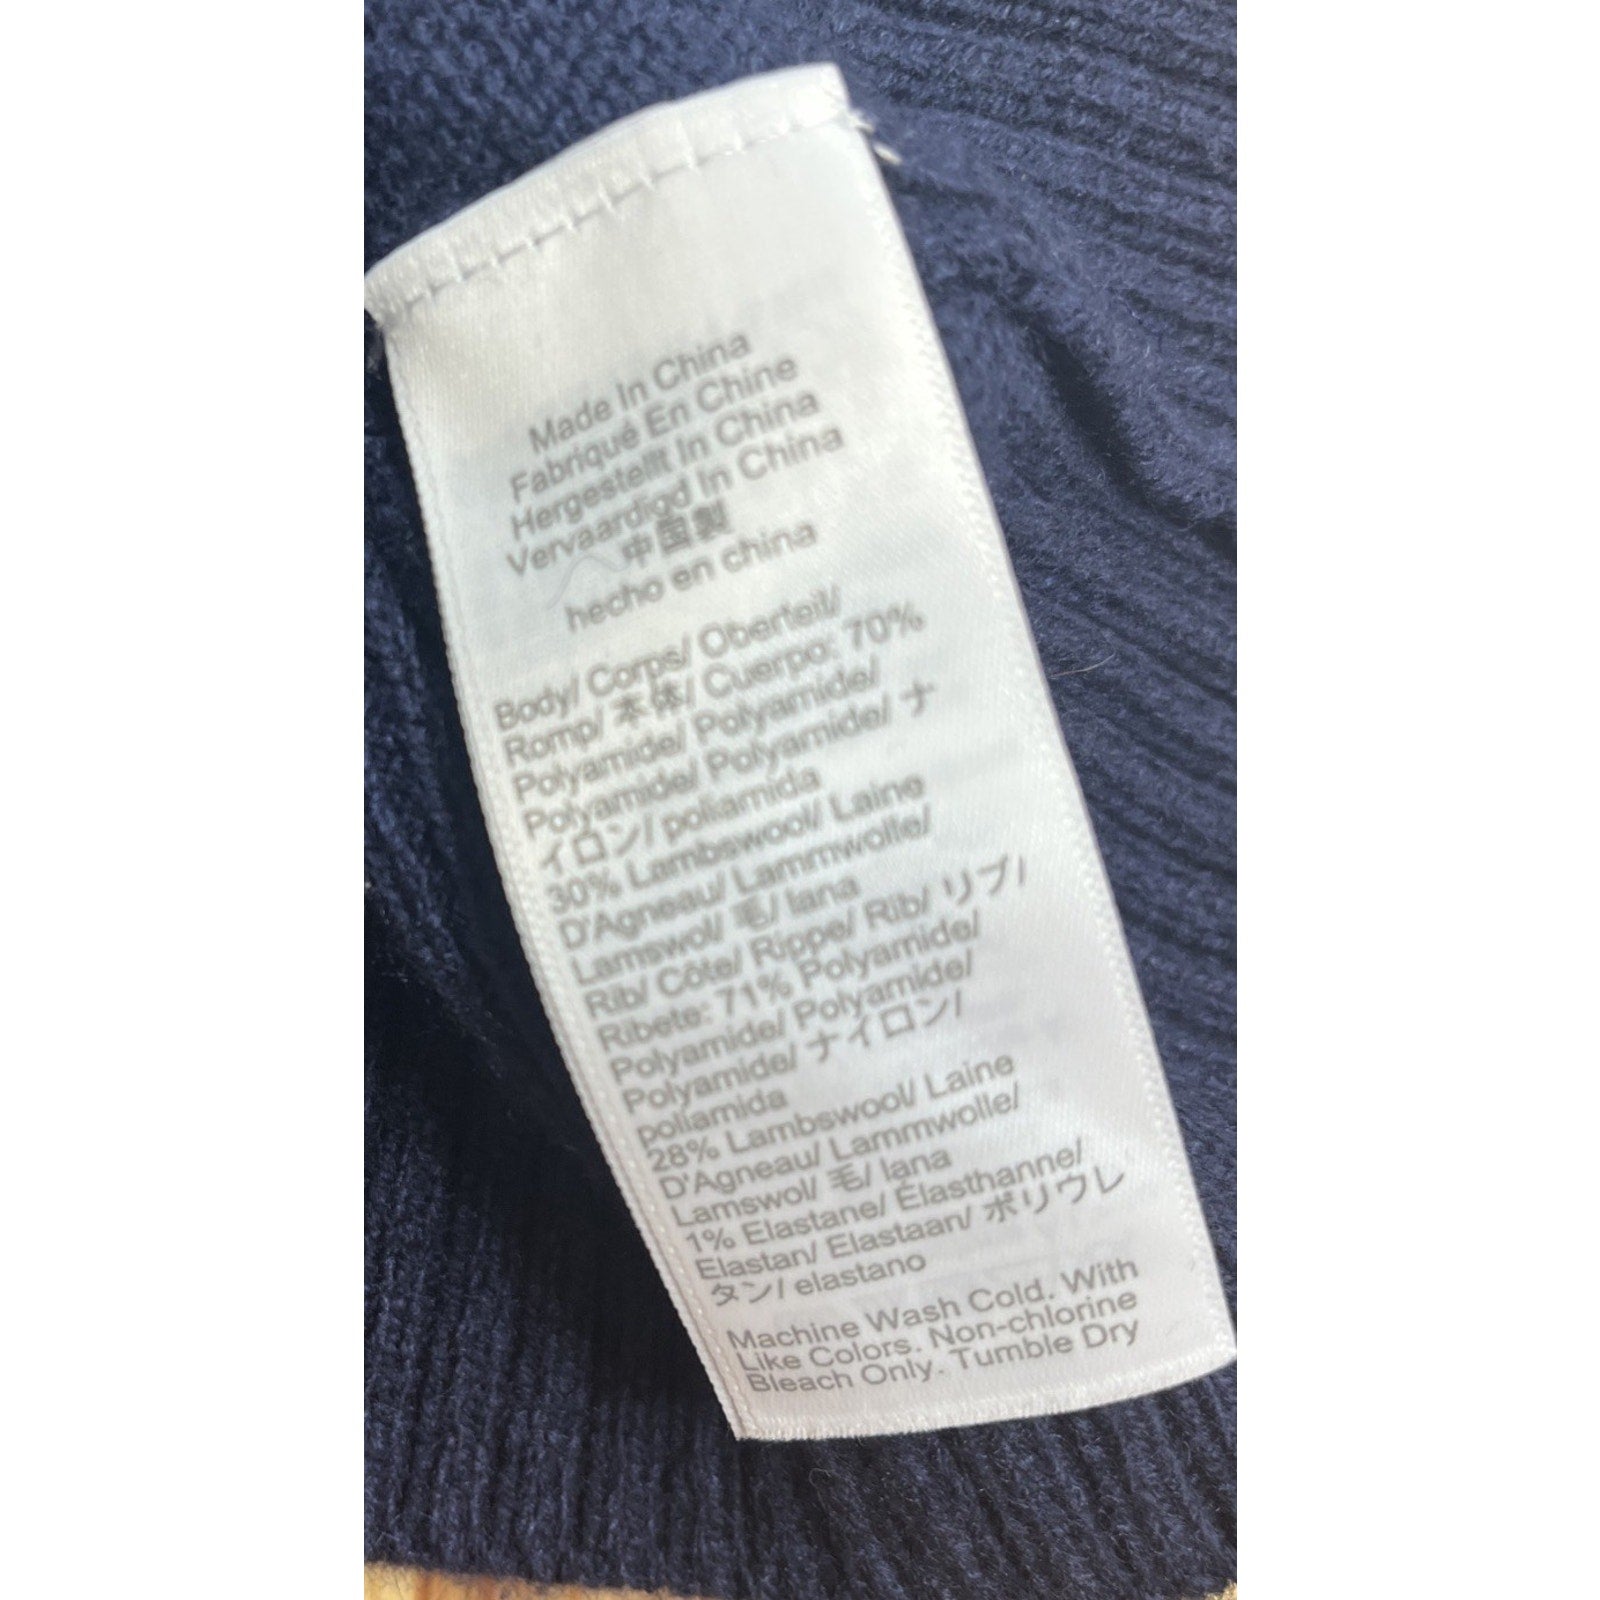 Made In China
Fabriqué En Chine
Hergestellt In China
Vervaardigd In China
中国製
hecho en china
Body/ Corps/ Oberteil/
Romp/ 本体/ Cuerpo: 70%
Polyamide/ Polyamide/
Polyamide/ Polyamide/ ナ
イロン/ poliamida
30% Lambswool/ Laine
D'Agneau/ Lammwolle/
Lamswol/ 毛/ lana
Rib/ Côte/ Rippe/ Rib/ リブ/
Ribete: 71% Polyamide/
Polyamide/ Polyamide/
Polyamide/ ナイロン/
poliamida
28% Lambswool/ Laine
D'Agneau/ Lammwolle/
Lamswol/ 毛/ lana
1% Elastane/ Élasthanne/
Elastan/ Elastaan/ ポリウレ
タン/ elastano
Machine Wash Cold. With
Like Colors. Non-chlorine
Bleach Only. Tumble Dry